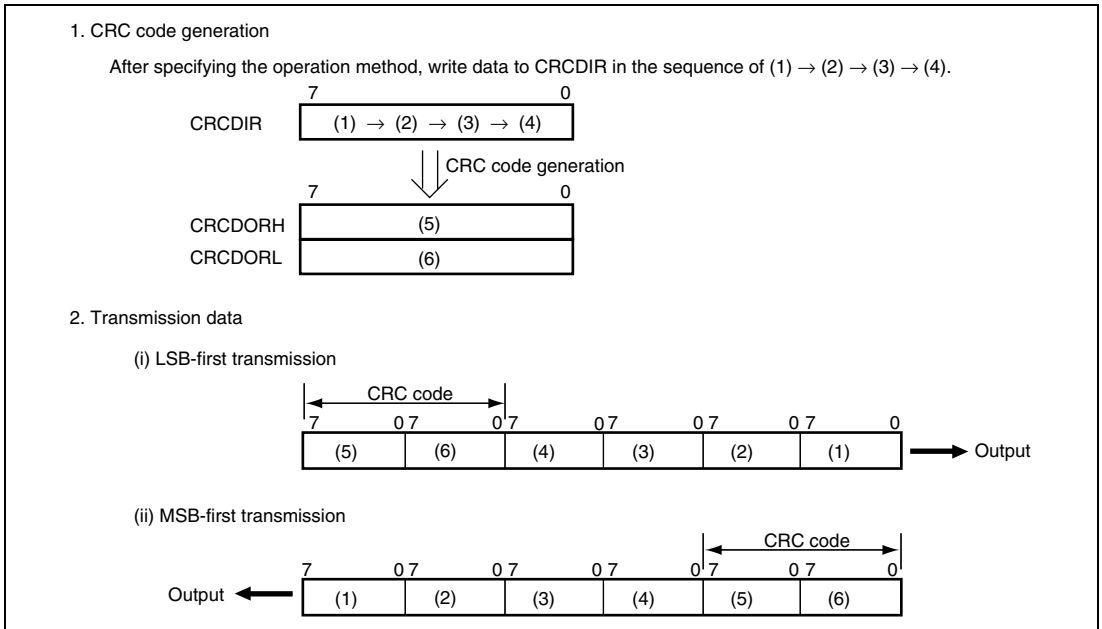 1. CRC code generation
After specifying the operation method, write data to CRCDIR in the sequence of (1) → (2) → (3) → (4).
7 0
CRCDIR (1) → (2) → (3) → (4)
CRC code generation
7 0
CRCDORH (5)
CRCDORL (6)
2. Transmission data
(i) LSB-first transmission
CRC code
7 0 7 0 7 0 7 0 7 0 7 0
(5) (6) (4) (3) (2) (1) Output
(ii) MSB-first transmission
CRC code
7 0 7 0 7 0 7 0 7 0 7 0
Output (1) (2) (3) (4) (5) (6)